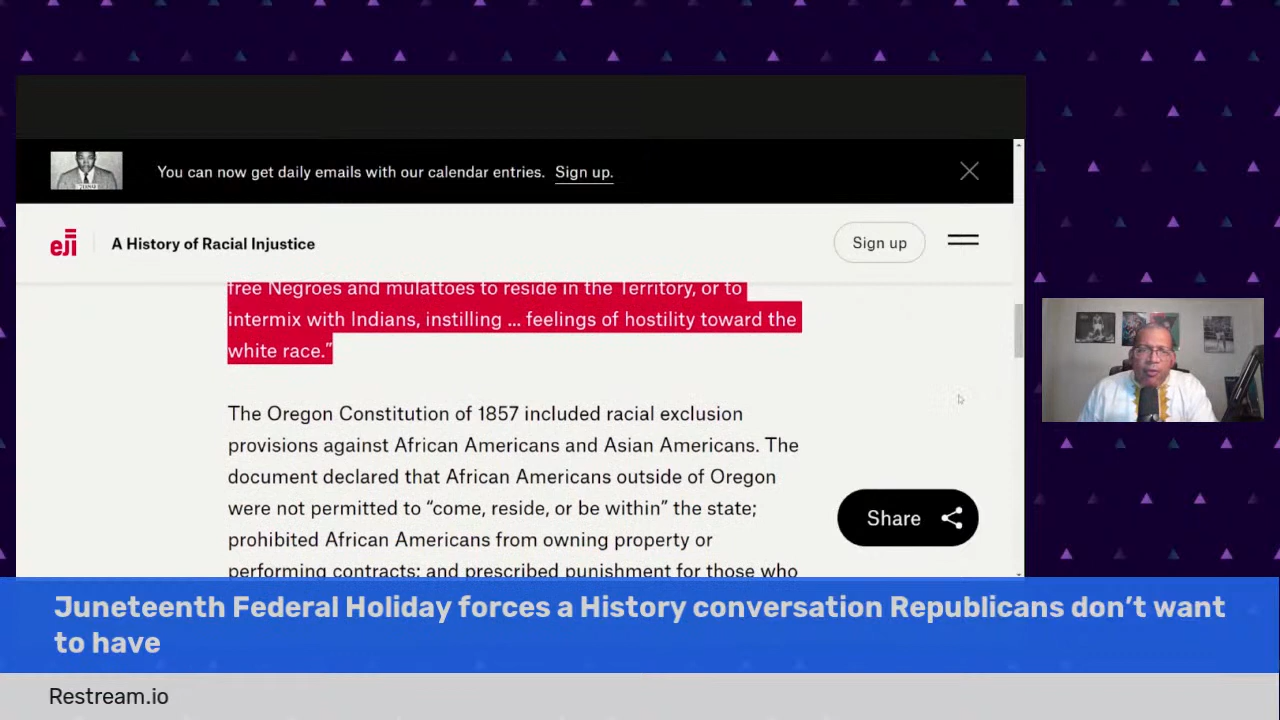 You can now get daily emails with our calendar entries. Sign up.
eji
A History of Racial Injustice
Sign up
free Negroes and mulattoes to reside in the Territory, or to
intermix with Indians, instilling ... feelings of hostility toward the
white race.”
The Oregon Constitution of 1857 included racial exclusion
provisions against African Americans and Asian Americans. The
document declared that African Americans outside of Oregon
were not permitted to “come, reside, or be within” the state;
prohibited African Americans from owning property or
performing contracts; and prescribed punishment for those who
Share
Juneteenth Federal Holiday forces a History conversation Republicans don’t want
to have
Restream.io